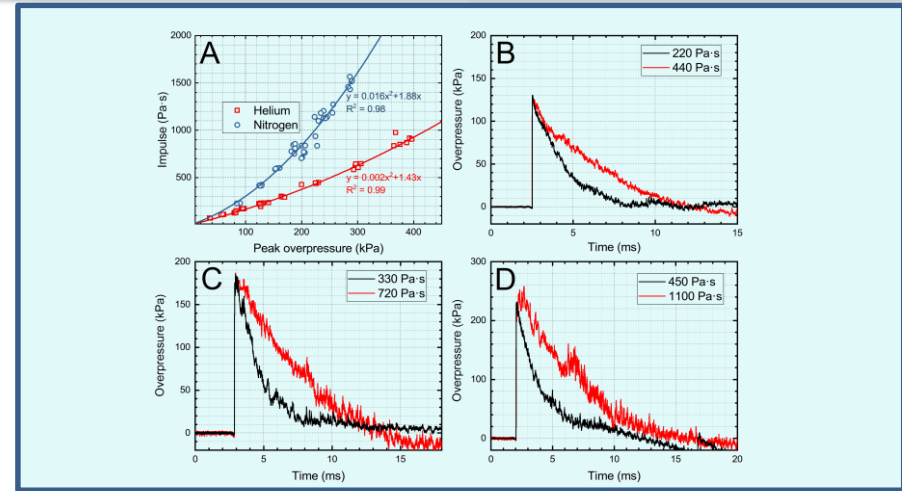 A
2000
1500
1000
500
Impulse (Pa·s)
Helium
Nitrogen
y = 0.016x²+1.88x
R² = 0.98
y = 0.002x²+1.43x
R² = 0.99
100 200 300 400
Peak overpressure (kPa)
B
220 Pa·s
440 Pa·s
200
150
100
50
0
Overpressure (kPa)
0 5 10 15
Time (ms)
C
330 Pa·s
720 Pa·s
200
150
100
50
0
Overpressure (kPa)
0 5 10 15
Time (ms)
D
450 Pa·s
1100 Pa·s
300
200
100
0
Overpressure (kPa)
0 5 10 15 20
Time (ms)